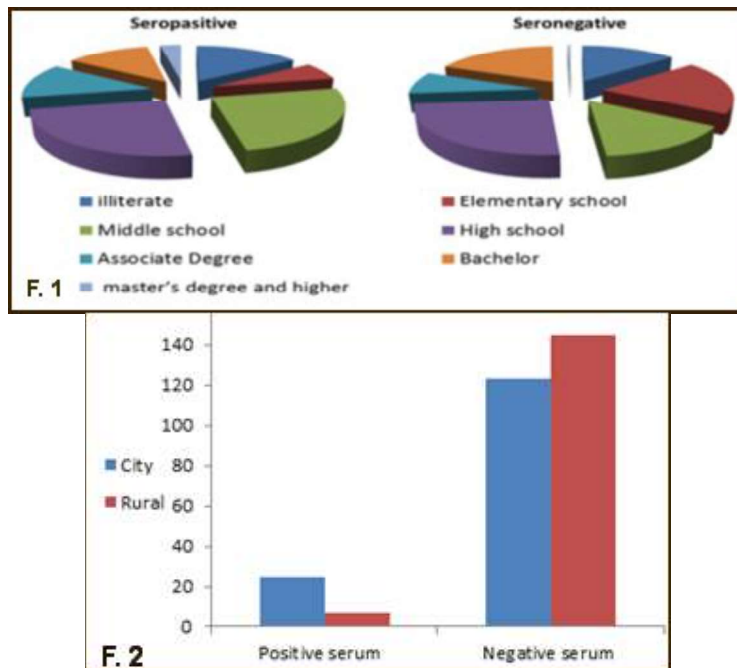 Seropasitive Seronegative
illiterate Elementary school
Middle school High school
Associate Degree Bachelor
master's degree and higher
F. 1
140
120
100
80
60
40
20
0
City
Rural
Positive serum Negative serum
F. 2